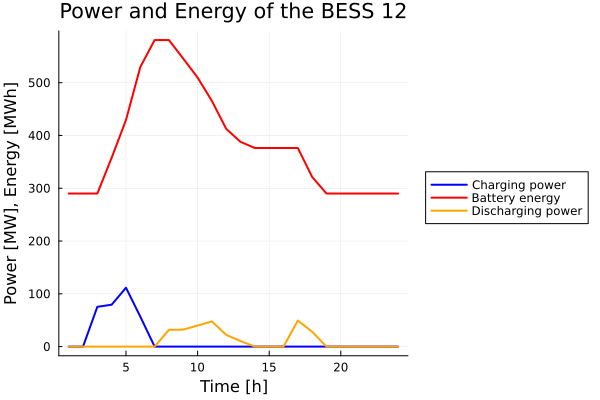 Power and Energy of the BESS 12
Power [MW], Energy [MWh]
500
400
300
200
100
0
5
10
15
20
Time [h]
Charging power
Battery energy
Discharging power